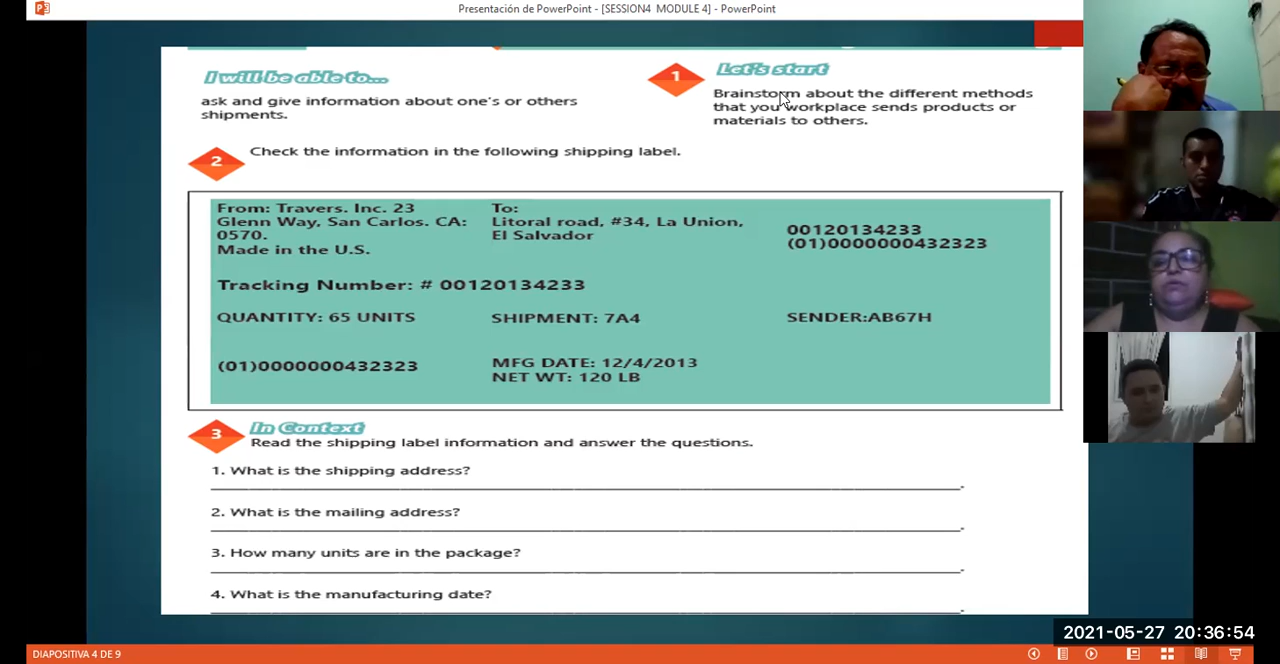 Presentación de PowerPoint - [SESSION4 MODULE 4] - PowerPoint
I will be able to...
ask and give information about one's or others
shipments.
1
Let's start
Brainstorm about the different methods
that you workplace sends products or
materials to others.
2
Check the information in the following shipping label.
From: Travers. Inc. 23
Glenn Way, San Carlos. CA:
0570.
Made in the U.S.
To:
Litoral road, #34, La Union,
El Salvador
00120134233
(01)0000000432323
Tracking Number: # 00120134233
QUANTITY: 65 UNITS
SHIPMENT: 7A4
SENDER:AB67H
(01)0000000432323
MFG DATE: 12/4/2013
NET WT: 120 LB
3
In Context
Read the shipping label information and answer the questions.
1. What is the shipping address?
2. What is the mailing address?
3. How many units are in the package?
4. What is the manufacturing date?
2021-05-27 20:36:54
DIAPOSITIVA 4 DE 9